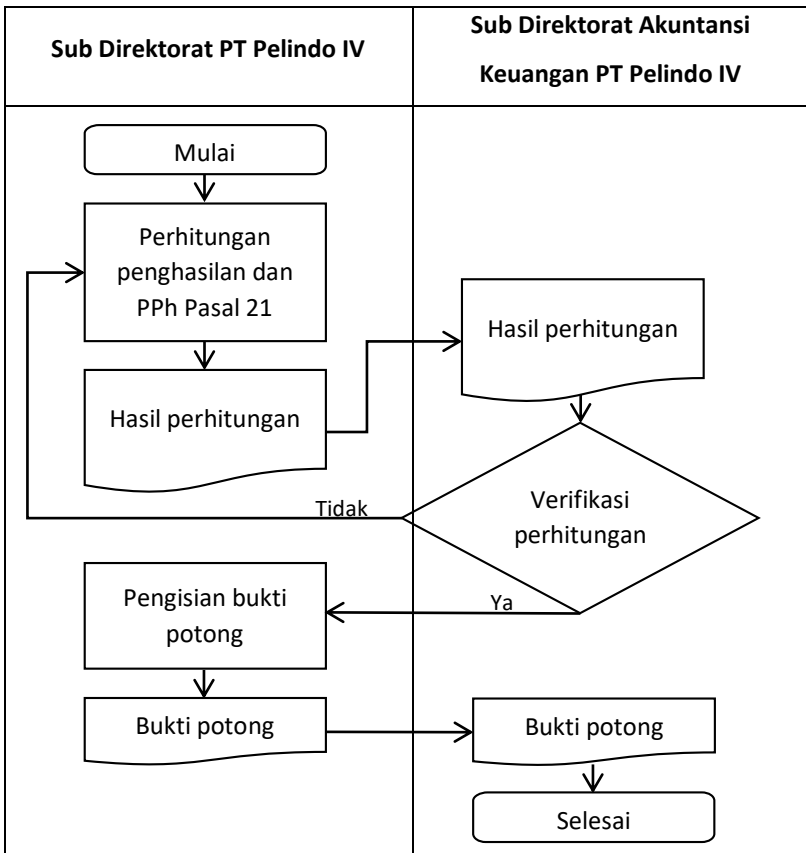 Sub Direktorat PT Pelindo IV
Sub Direktorat Akuntansi
Keuangan PT Pelindo IV
Mulai
Perhitungan
penghasilan dan
PPh Pasal 21
Hasil perhitungan
Hasil perhitungan
Verifikasi
perhitungan
Tidak
Ya
Pengisian bukti
potong
Bukti potong
Bukti potong
Selesai